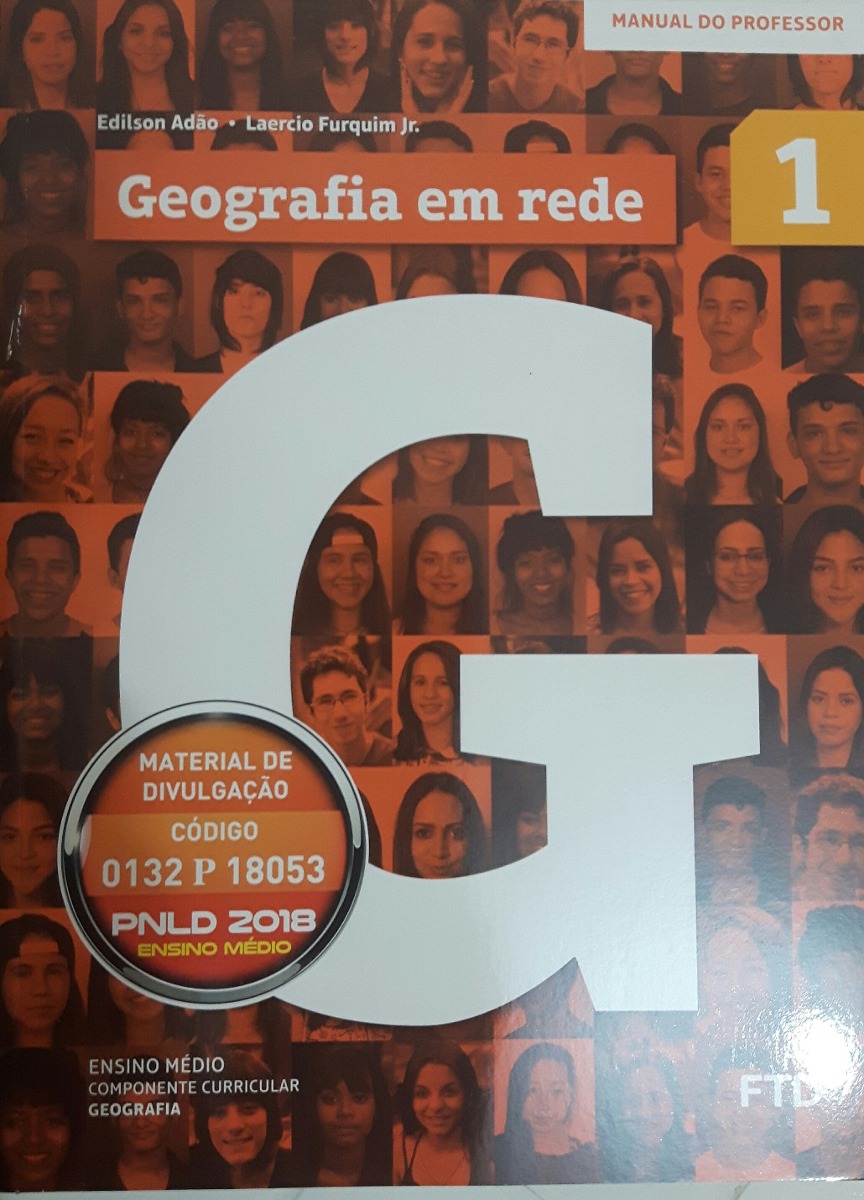 MANUAL DO PROFESSOR
Edilson Adão • Laercio Furquim Jr.
1
Geografia em rede
G
MATERIAL DE
DIVULGAÇÃO
CÓDIGO
0132 P 18053
PNLD 2018
ENSINO MÉDIO
ENSINO MÉDIO
COMPONENTE CURRICULAR
GEOGRAFIA
FTD